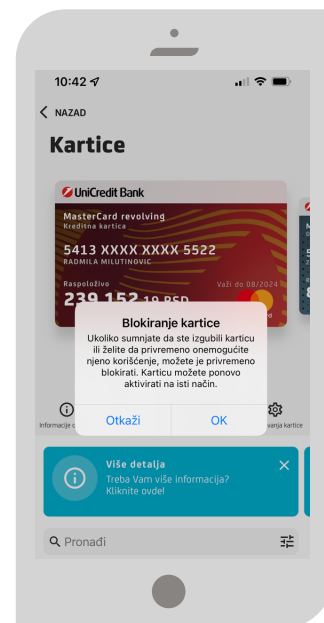 10:42
NAZAD
Kartice
UniCredit Bank
MasterCard revolving
Kreditna kartica
5413 XXXX XXXX 5522
RADMILA MILUTINOVIC
Raspoloživo
Važi do 08/2024
239.152,19 RSD
Blokiranje kartice
Ukoliko sumnjate da ste izgubili karticu
ili želite da privremeno onemogućite
njeno korišćenje, možete je privremeno
blokirati. Karticu možete ponovo
aktivirati na isti način.
Otkaži
OK
Informacije
kartice
Više detalja
Treba Vam više informacija?
Kliknite ovde!
Pronađi